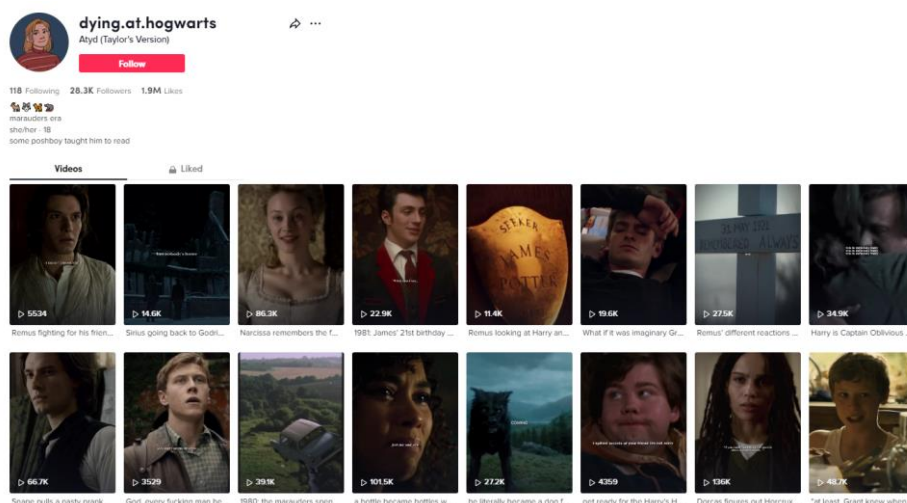 dying.at.hogwarts
Atyd (Taylor's Version)
Follow
118 Following 28.3K Followers 1.9M Likes
marauders era
she/her · 18
some poshboy taught him to read
Videos Liked
SEEKER
JAMES
POTTER
31 MAY 1926
REMEMBERED ALWAYS
5534 14.6K 86.3K 22.9K 11.4K 19.6K 27.5K 34.9K
Remus fighting for his frien... Sirius going back to Godri... Narcissa remembers the f... 1981: James' 21st birthday ... Remus looking at Harry an... What if it was imaginary Gr... Remus' different reactions ... Harry is Captain Oblivious
66.7K 3529 39.1K 101.5K 27.2K 4359 136K 48.7K
Snape pulls a nasty prank God, every fucking man he 1980: the marauders spen a bottle became bottles w he literally became a dog f get ready for the Harry's H Dorcas figures out Horcrux "at least, Grant knew when